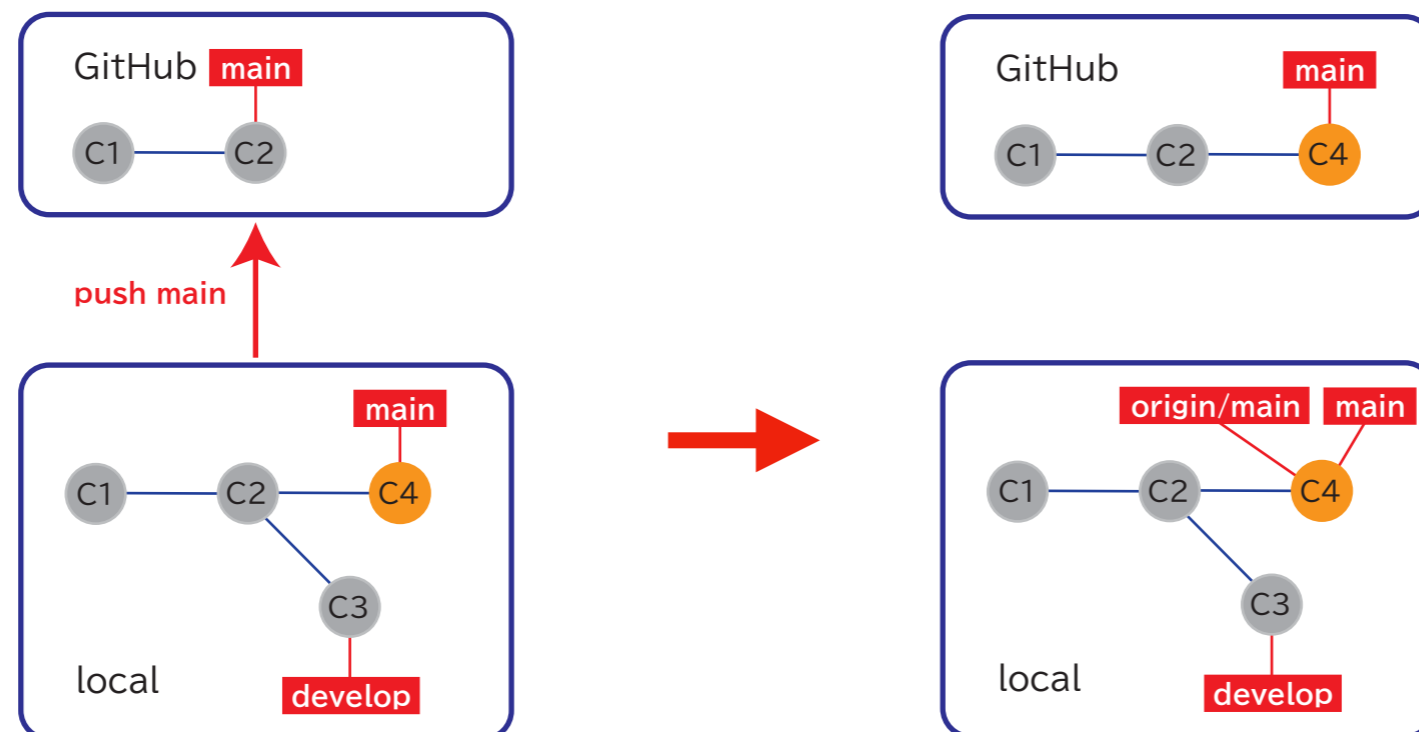 GitHub main
C1 C2
push main
main
C1 C2 C4
C3
local
develop
GitHub
main
C1 C2 C4
origin/main main
C1 C2 C4
C3
local
develop